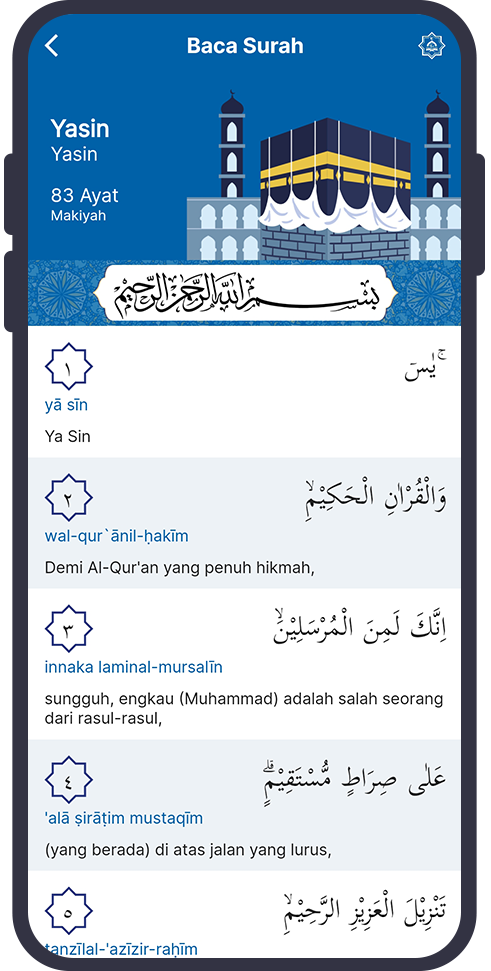 Baca Surah
Yasin
Yasin
83 Ayat
Makiyah
بِسْمِ اللهِ الرَّحْمٰنِ الرَّحِيْمِ
١
يٰسۤ ۚ
yā sīn
Ya Sin
٢
وَالْقُرْاٰنِ الْحَكِيْمِۙ
wal-qur`ānil-ḥakīm
Demi Al-Qur'an yang penuh hikmah,
٣
اِنَّكَ لَمِنَ الْمُرْسَلِيْنَۙ
innaka laminal-mursalīn
sungguh, engkau (Muhammad) adalah salah seorang
dari rasul-rasul,
٤
عَلٰى صِرَاطٍ مُّسْتَقِيْمٍۗ
'alā ṣirāṭim mustaqīm
(yang berada) di atas jalan yang lurus,
٥
تَنْزِيْلَ الْعَزِيْزِ الرَّحِيْمِۙ
tanzīlal-'azīzir-raḥīm